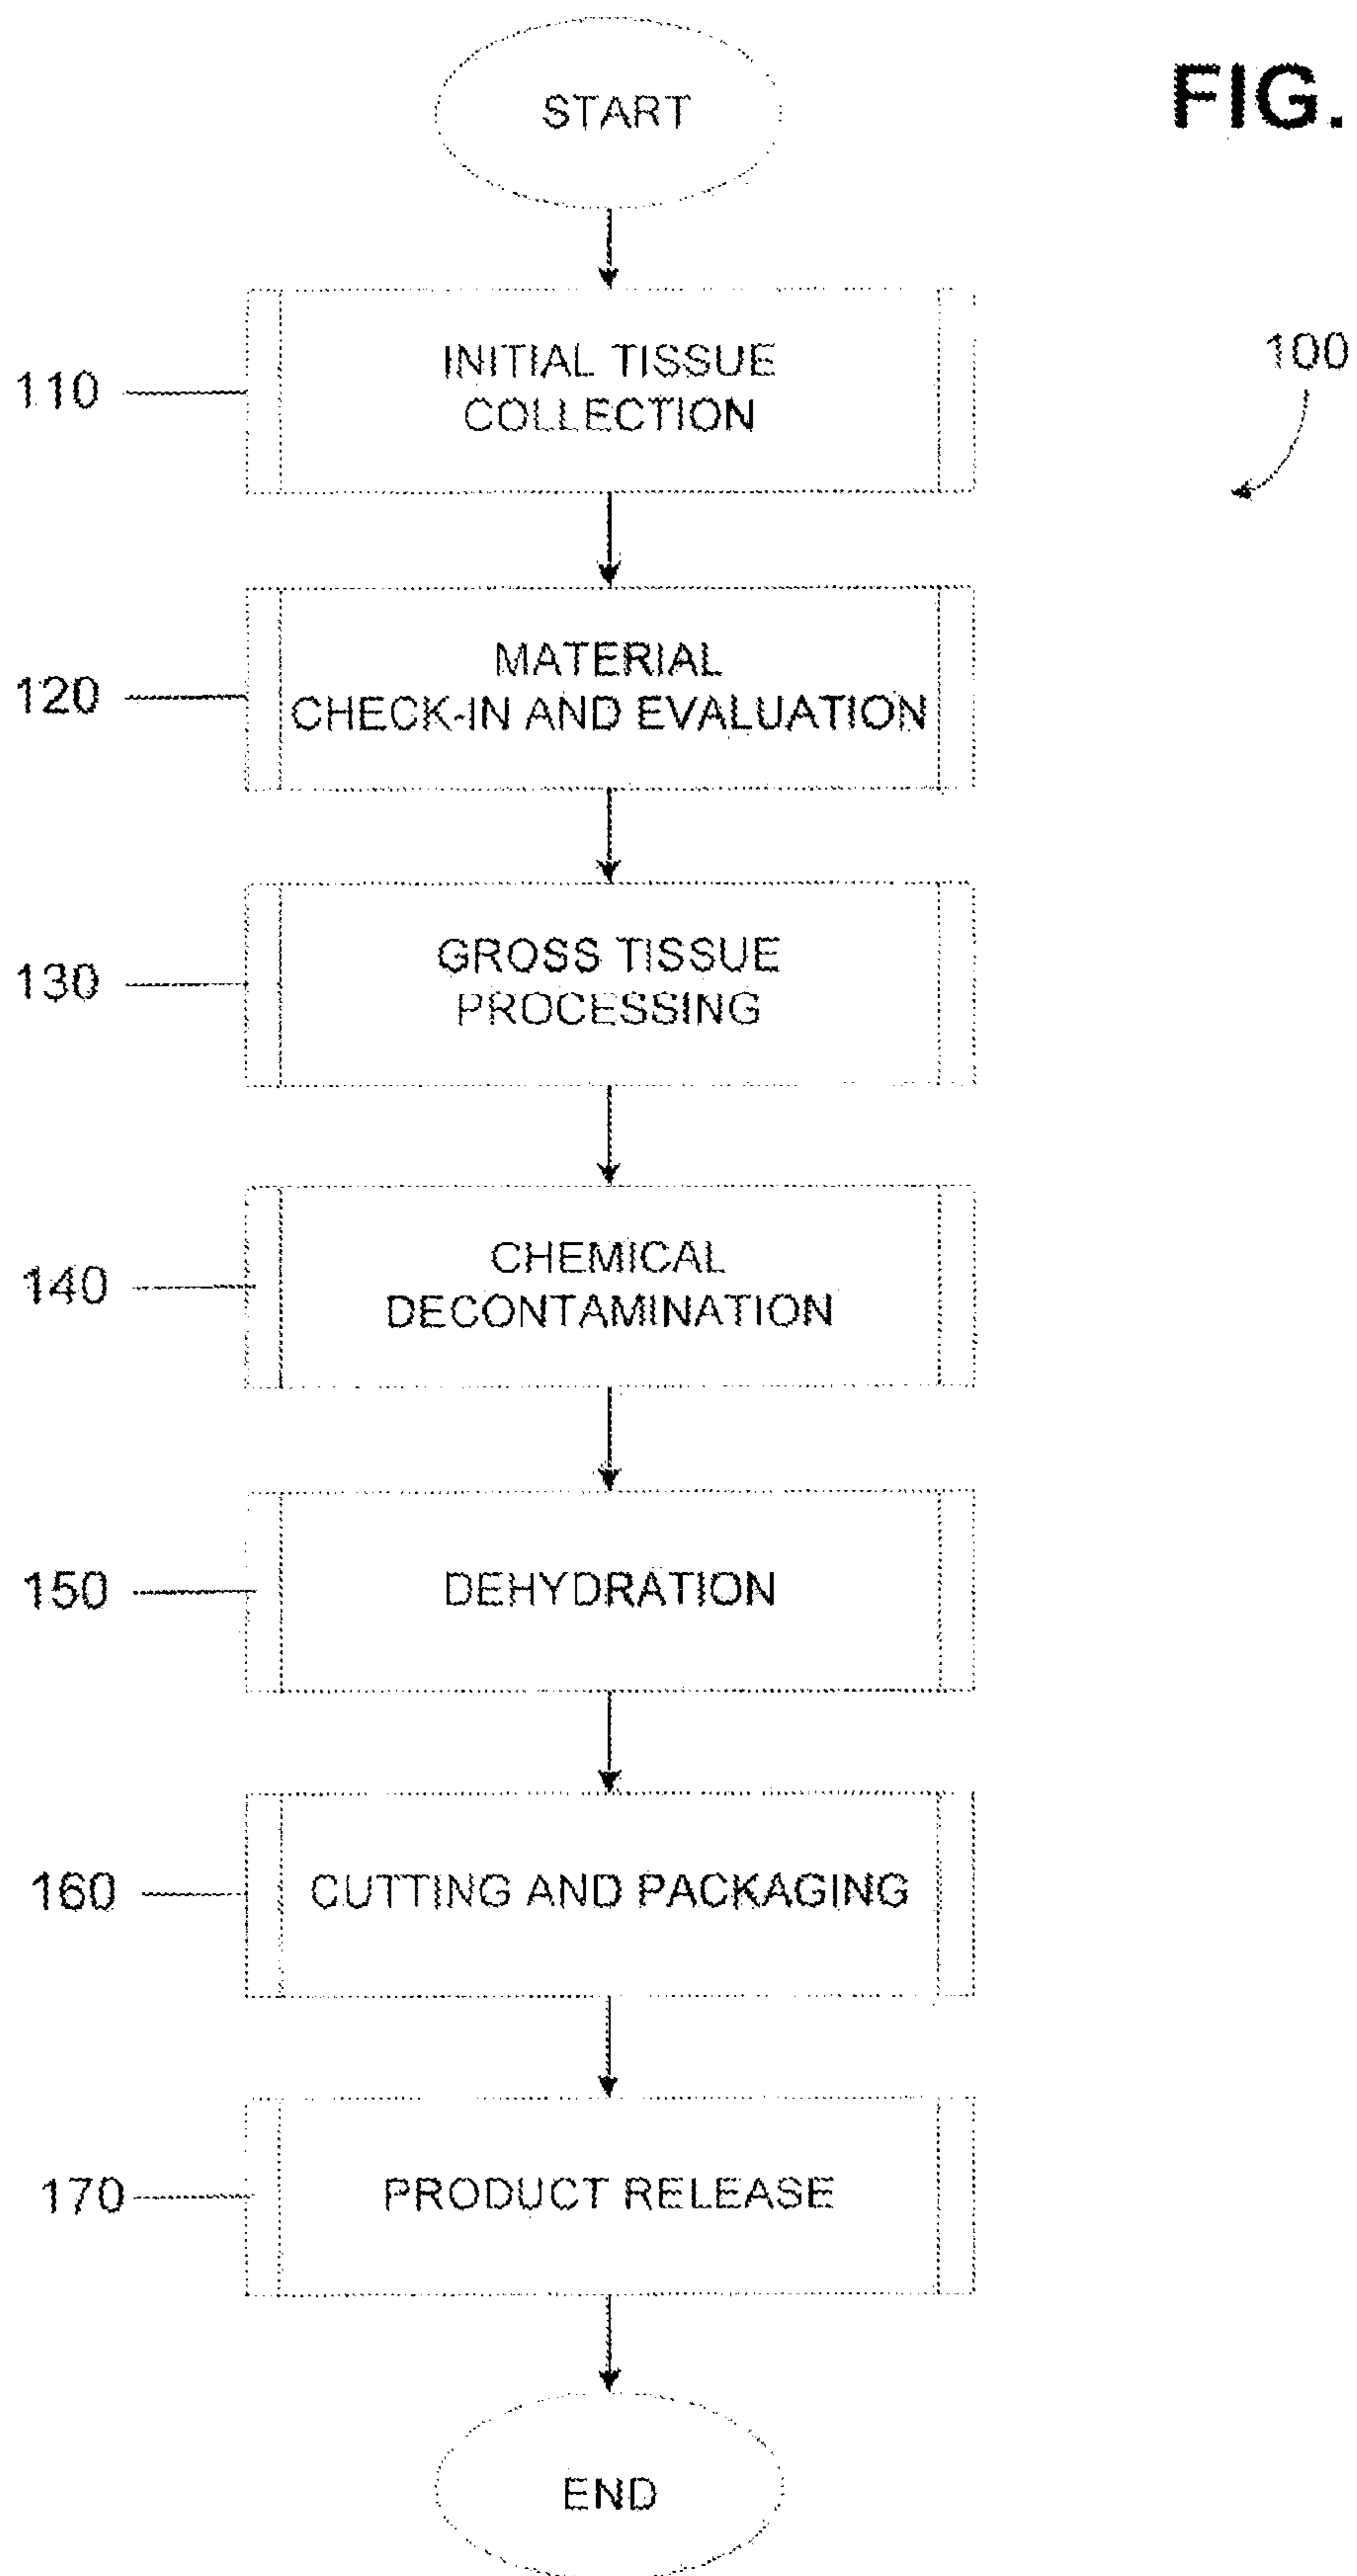 START
FIG.
INITIAL TISSUE
COLLECTION
110
100
MATERIAL
CHECK-IN AND EVALUATION
120
GROSS TISSUE
PROCESSING
130
CHEMICAL
DECONTAMINATION
140
DEHYDRATION
150
CUTTING AND PACKAGING
160
PRODUCT RELEASE
170
END